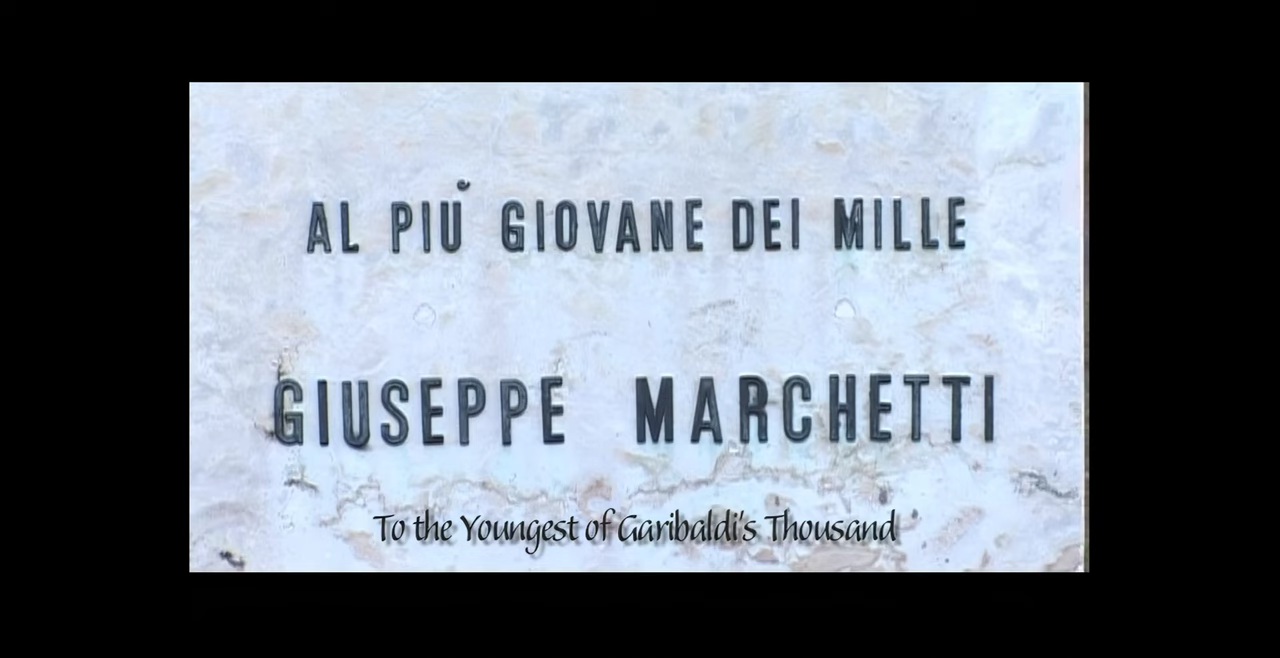 AL PIÙ GIOVANE DEI MILLE
GIUSEPPE MARCHETTI
To the Youngest of Garibaldi's Thousand